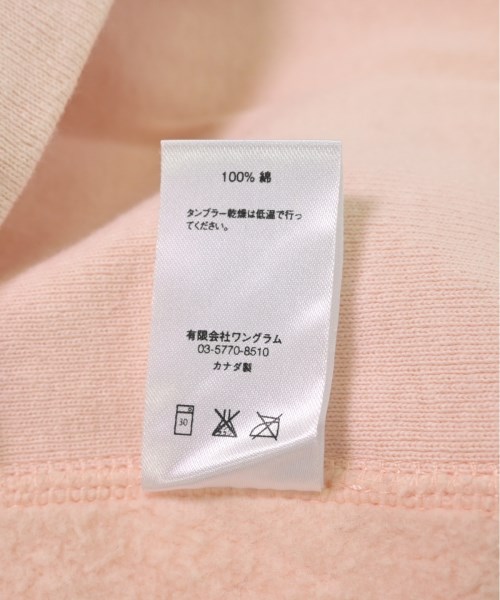 100% 綿
タンブラー乾燥は低温で行っ
てください。
有限会社ワングラム
03-5770-8510
カナダ製
30